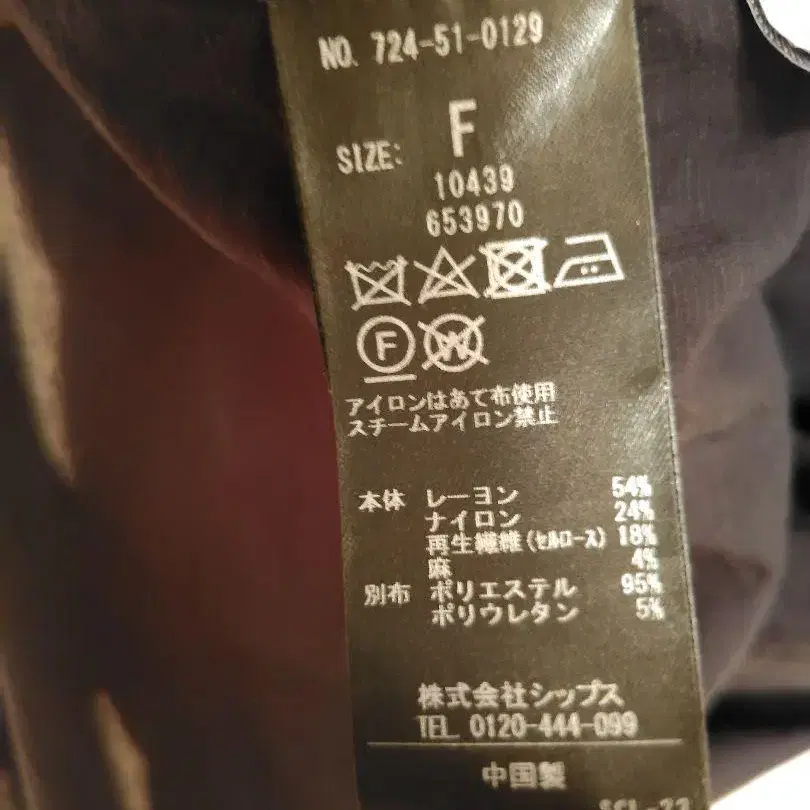 NO. 724-51-0129
SIZE: F
10439
653970
F W
アイロンはあて布使用
スチームアイロン禁止
本体 レーヨン 54%
ナイロン 24%
再生繊維(セルロース) 18%
麻 4%
別布 ポリエステル 95%
ポリウレタン 5%
株式会社シップス
TEL 0120-444-099
中国製